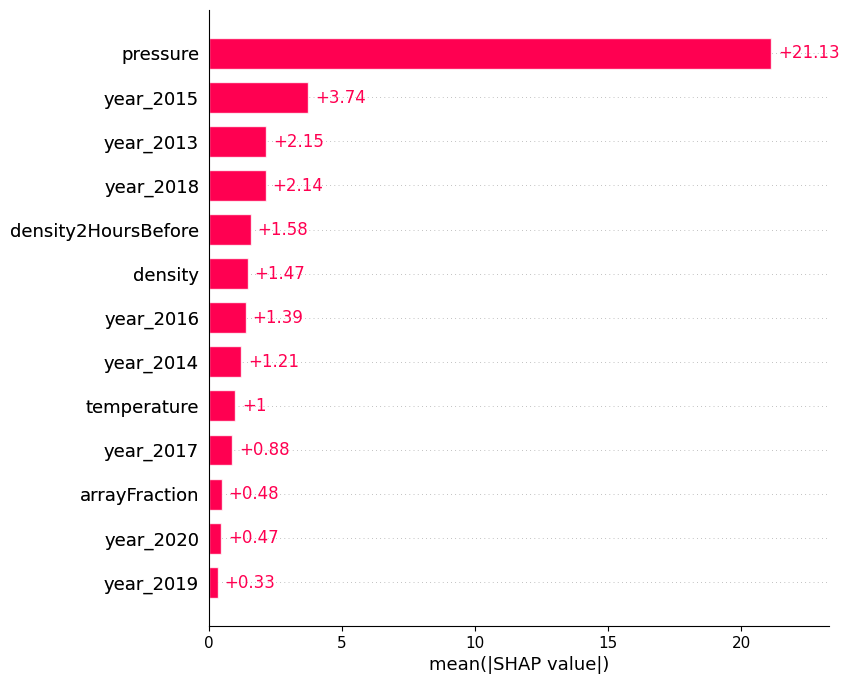 pressure +21.13
year_2015 +3.74
year_2013 +2.15
year_2018 +2.14
density2HoursBefore +1.58
density +1.47
year_2016 +1.39
year_2014 +1.21
temperature +1
year_2017 +0.88
arrayFraction +0.48
year_2020 +0.47
year_2019 +0.33
0 5 10 15 20
mean(|SHAP value|)